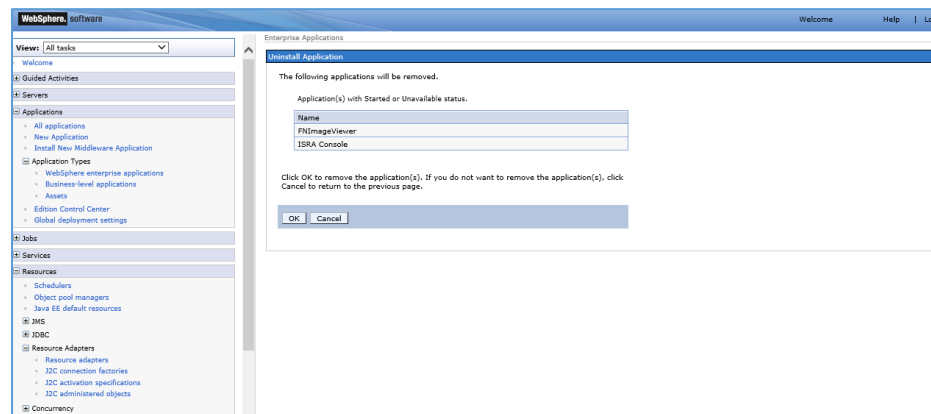 WebSphere. software
Welcome
Help | Lo
View: All tasks
Welcome
Guided Activities
Servers
Applications
All applications
New Application
Install New Middleware Application
Application Types
WebSphere enterprise applications
Business-level applications
Assets
Edition Control Center
Global deployment settings
Jobs
Services
Resources
Schedulers
Object pool managers
Java EE default resources
JMS
JDBC
Resource Adapters
Resource adapters
J2C connection factories
J2C activation specifications
J2C administered objects
Concurrency
Enterprise Applications
Uninstall Application
The following applications will be removed.
Application(s) with Started or Unavailable status.
Name
FNImageViewer
ISRA Console
Click OK to remove the application(s). If you do not want to remove the application(s), click
Cancel to return to the previous page.
OK Cancel